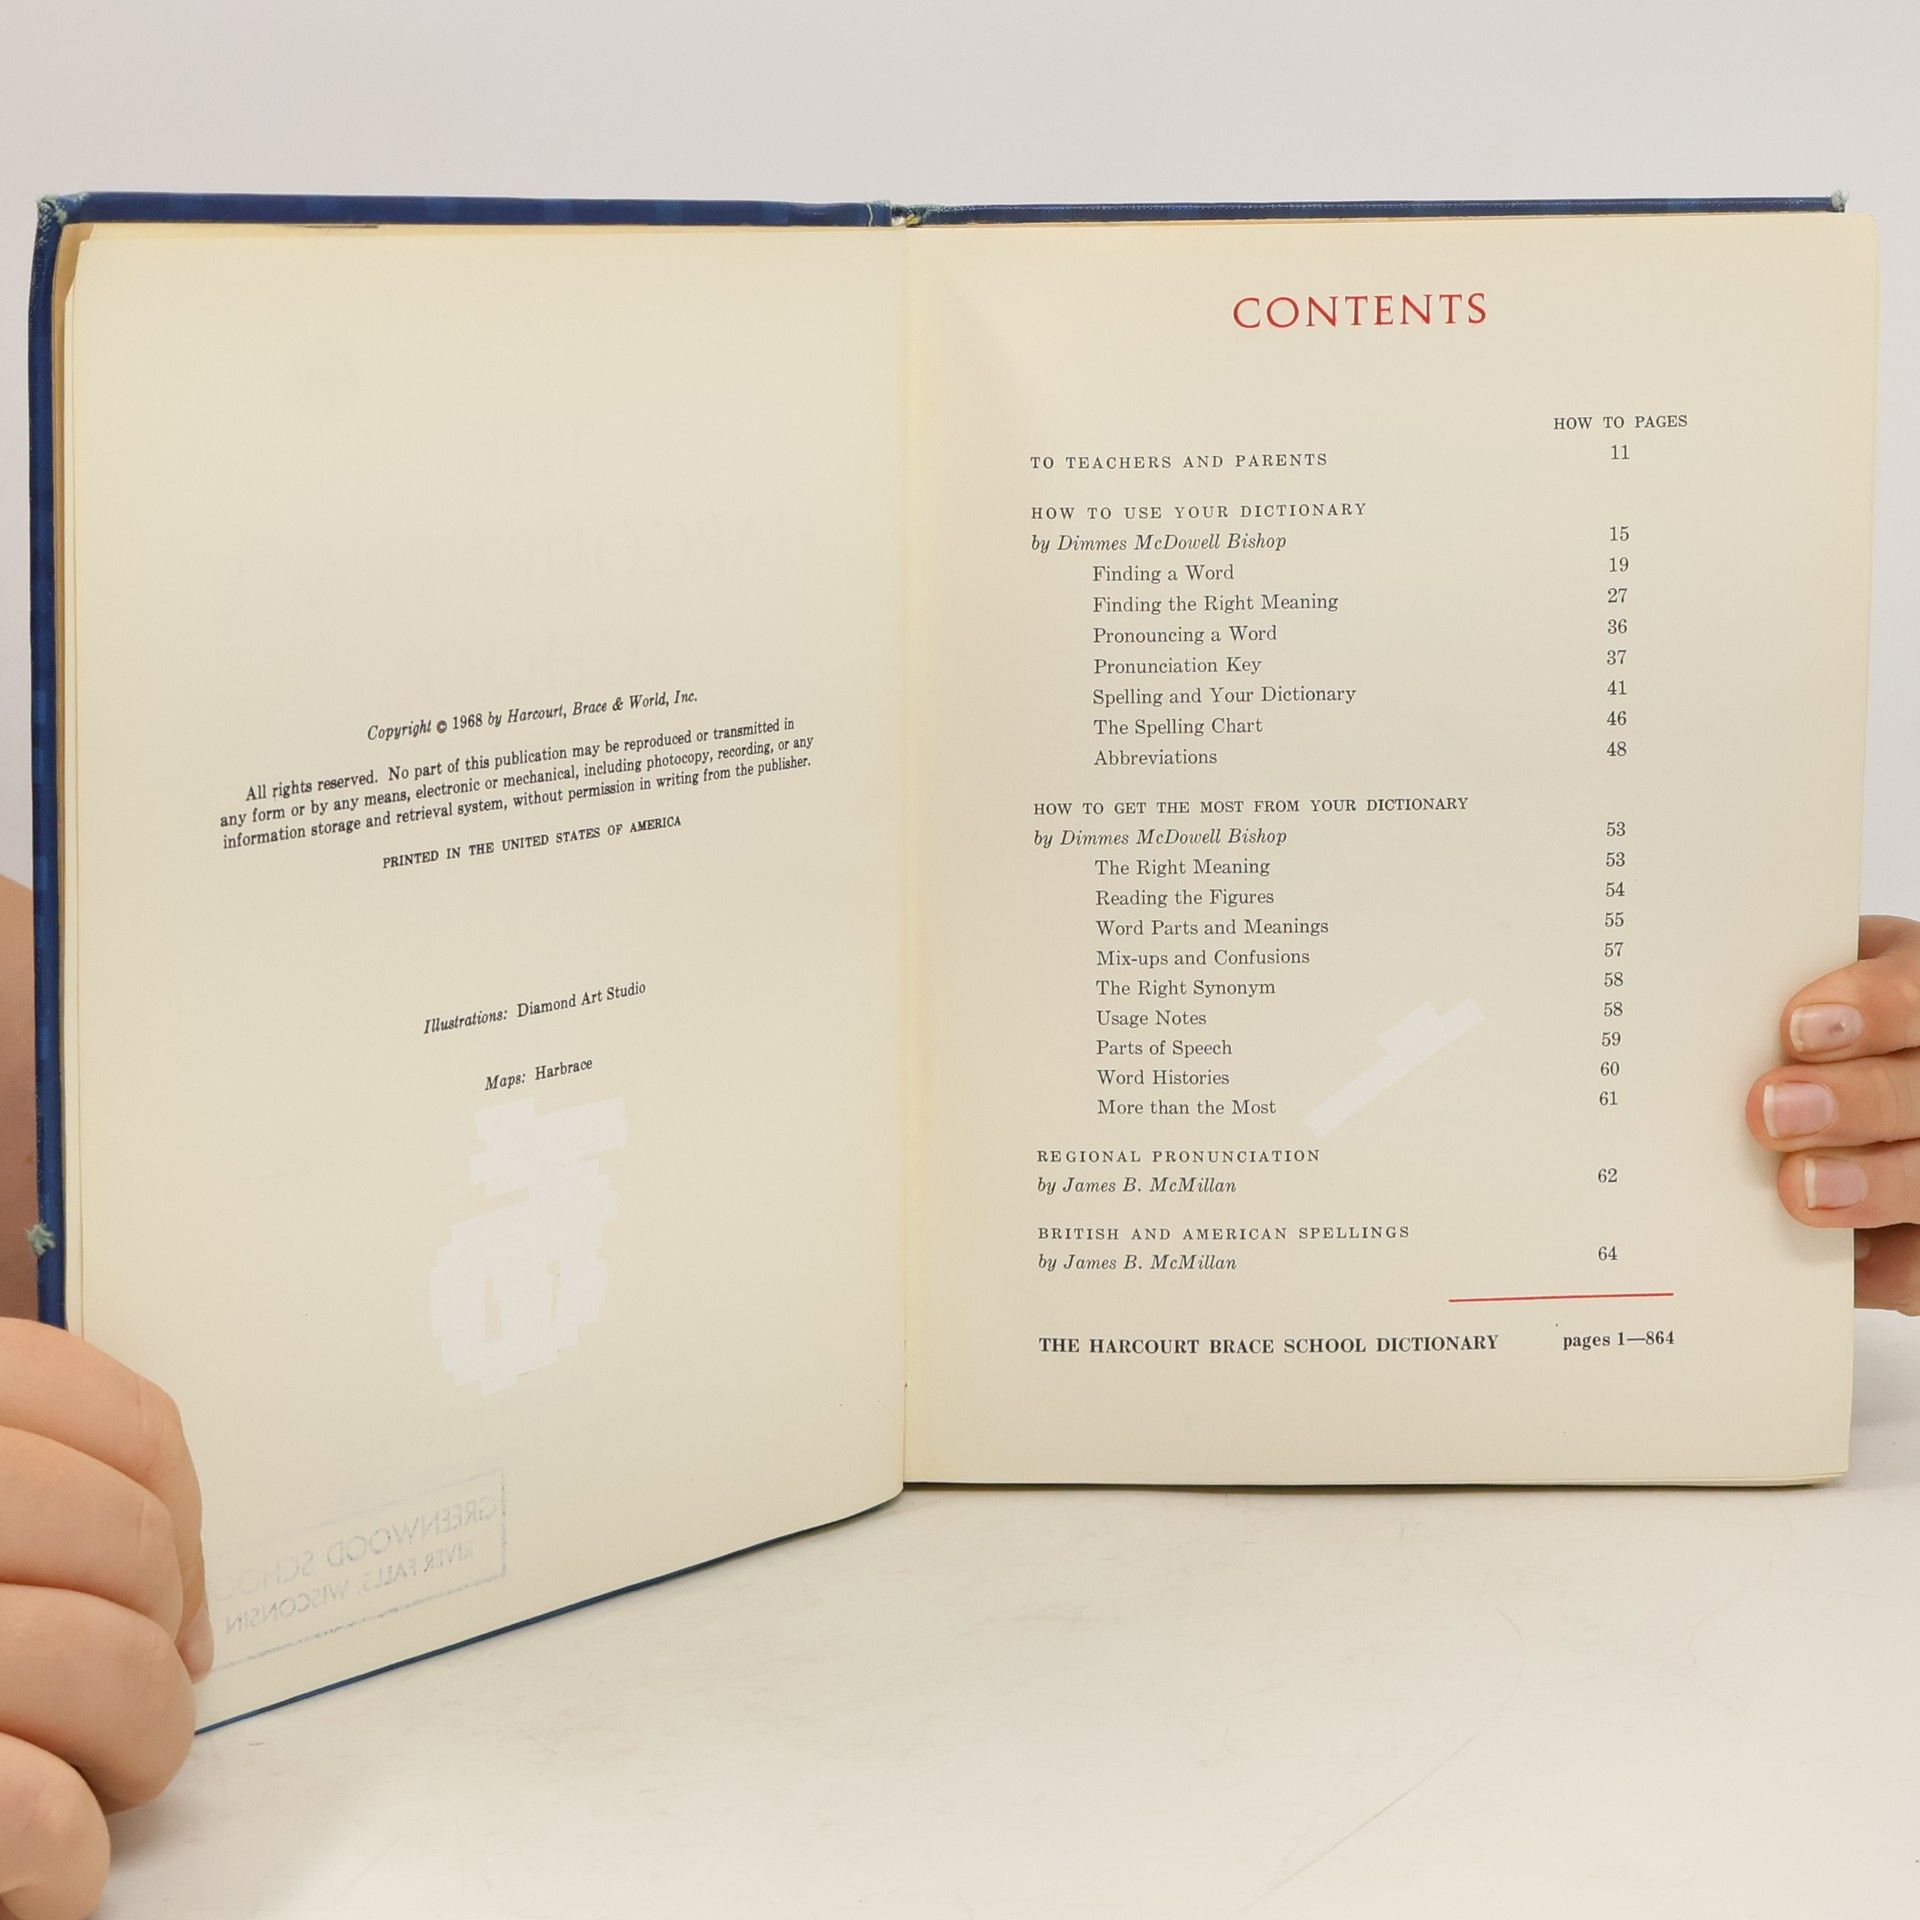 Copyright © 1968 by Harcourt, Brace & World, Inc.
All rights reserved. No part of this publication may be reproduced or transmitted in
any form or by any means, electronic or mechanical, including photocopy, recording, or any
information storage and retrieval system, without permission in writing from the publisher.
PRINTED IN THE UNITED STATES OF AMERICA
Illustrations: Diamond Art Studio
Maps: Harbrace
GREENWOOD SCHOO
RIVER FALLS, WISCONSIN
CONTENTS
HOW TO PAGES
TO TEACHERS AND PARENTS 11
HOW TO USE YOUR DICTIONARY
by Dimmes McDowell Bishop 15
Finding a Word 19
Finding the Right Meaning 27
Pronouncing a Word 36
Pronunciation Key 37
Spelling and Your Dictionary 41
The Spelling Chart 46
Abbreviations 48
HOW TO GET THE MOST FROM YOUR DICTIONARY
by Dimmes McDowell Bishop 53
The Right Meaning 53
Reading the Figures 54
Word Parts and Meanings 55
Mix-ups and Confusions 57
The Right Synonym 58
Usage Notes 58
Parts of Speech 59
Word Histories 60
More than the Most 61
REGIONAL PRONUNCIATION
by James B. McMillan 62
BRITISH AND AMERICAN SPELLINGS
by James B. McMillan 64
THE HARCOURT BRACE SCHOOL DICTIONARY pages 1—864